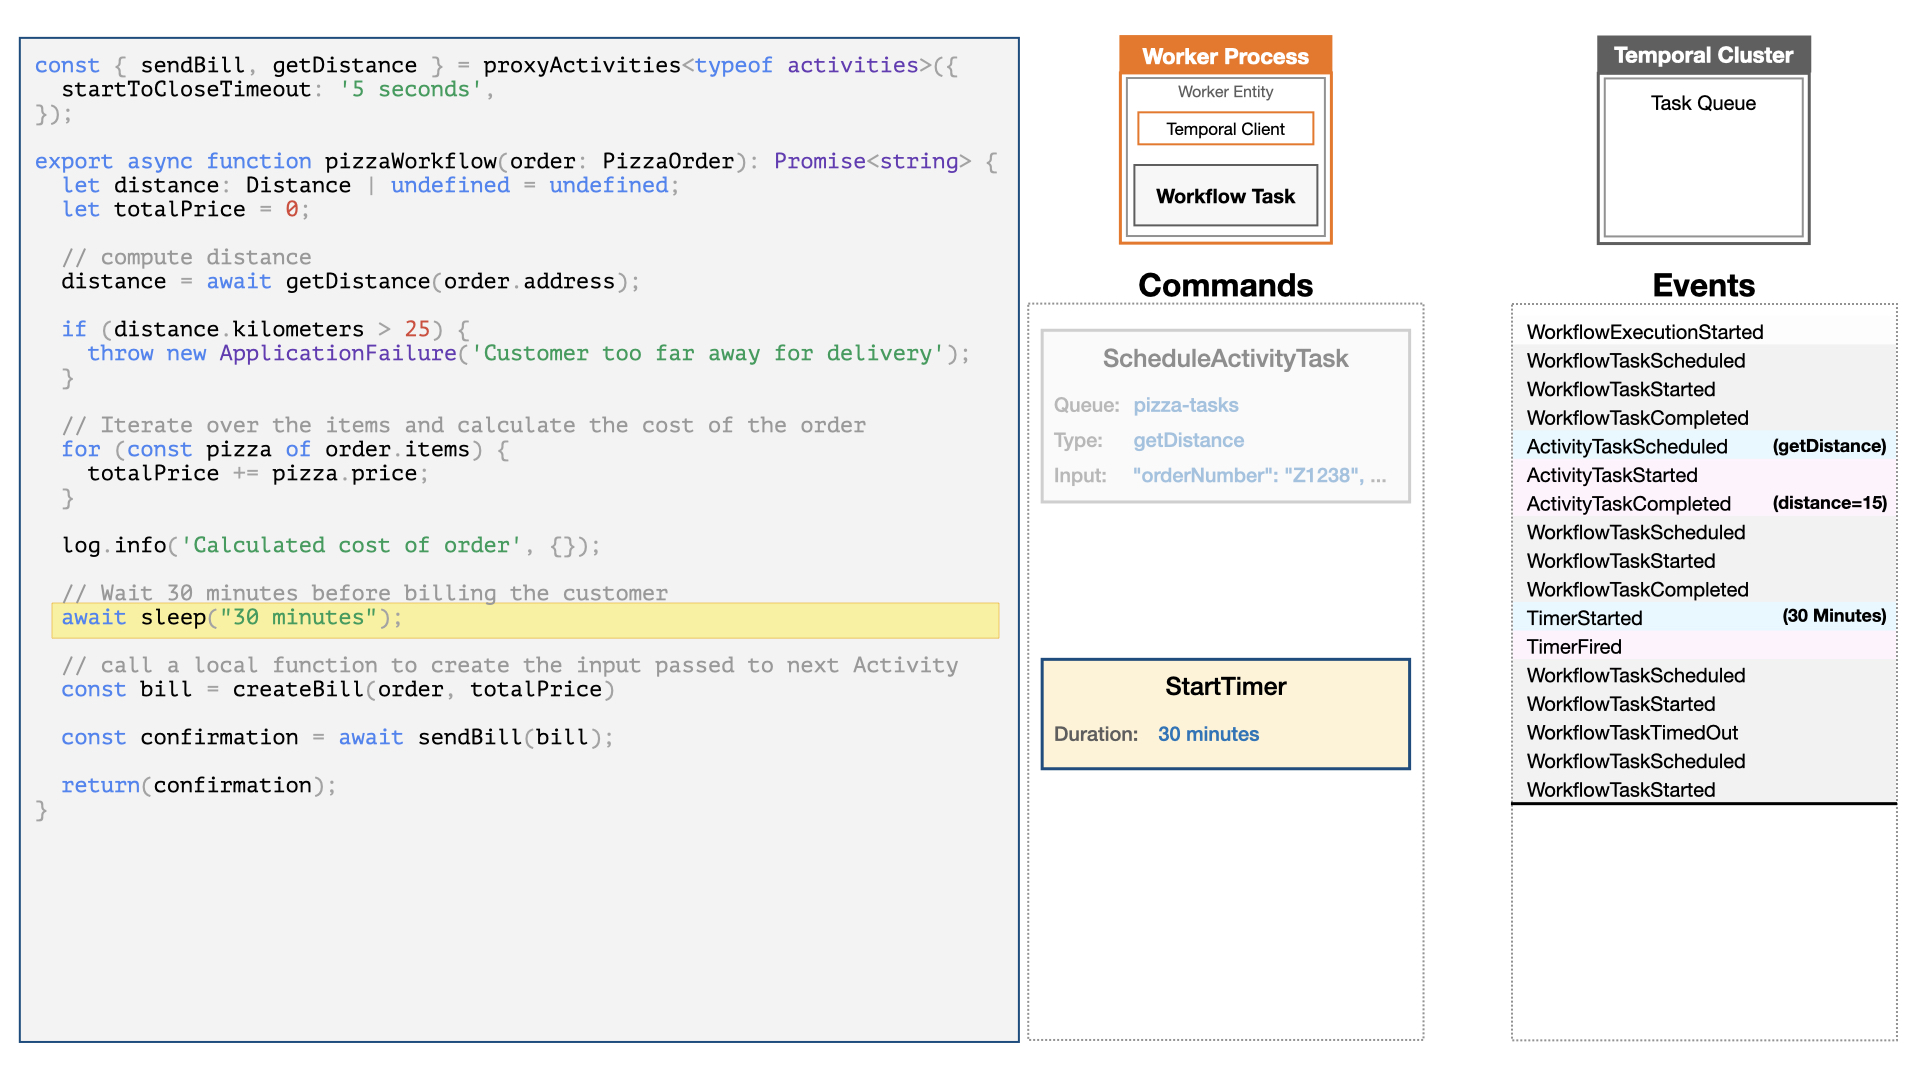 const { sendBill, getDistance } = proxyActivities<typeof activities>({
  startToCloseTimeout: '5 seconds',
});

export async function pizzaWorkflow(order: PizzaOrder): Promise<string> {
  let distance: Distance | undefined = undefined;
  let totalPrice = 0;

  // compute distance
  distance = await getDistance(order.address);

  if (distance.kilometers > 25) {
    throw new ApplicationFailure('Customer too far away for delivery');
  }

  // Iterate over the items and calculate the cost of the order
  for (const pizza of order.items) {
    totalPrice += pizza.price;
  }

  log.info('Calculated cost of order', {});

  // Wait 30 minutes before billing the customer
  await sleep("30 minutes");

  // call a local function to create the input passed to next Activity
  const bill = createBill(order, totalPrice)

  const confirmation = await sendBill(bill);

  return(confirmation);
}
Worker Process
Worker Entity
Temporal Client
Workflow Task
Commands
ScheduleActivityTask
Queue: pizza-tasks
Type: getDistance
Input: "orderNumber": "Z1238", ...
StartTimer
Duration: 30 minutes
Temporal Cluster
Task Queue
Events
WorkflowExecutionStarted
WorkflowTaskScheduled
WorkflowTaskStarted
WorkflowTaskCompleted
ActivityTaskScheduled (getDistance)
ActivityTaskStarted
ActivityTaskCompleted (distance=15)
WorkflowTaskScheduled
WorkflowTaskStarted
WorkflowTaskCompleted
TimerStarted (30 Minutes)
TimerFired
WorkflowTaskScheduled
WorkflowTaskStarted
WorkflowTaskTimedOut
WorkflowTaskScheduled
WorkflowTaskStarted